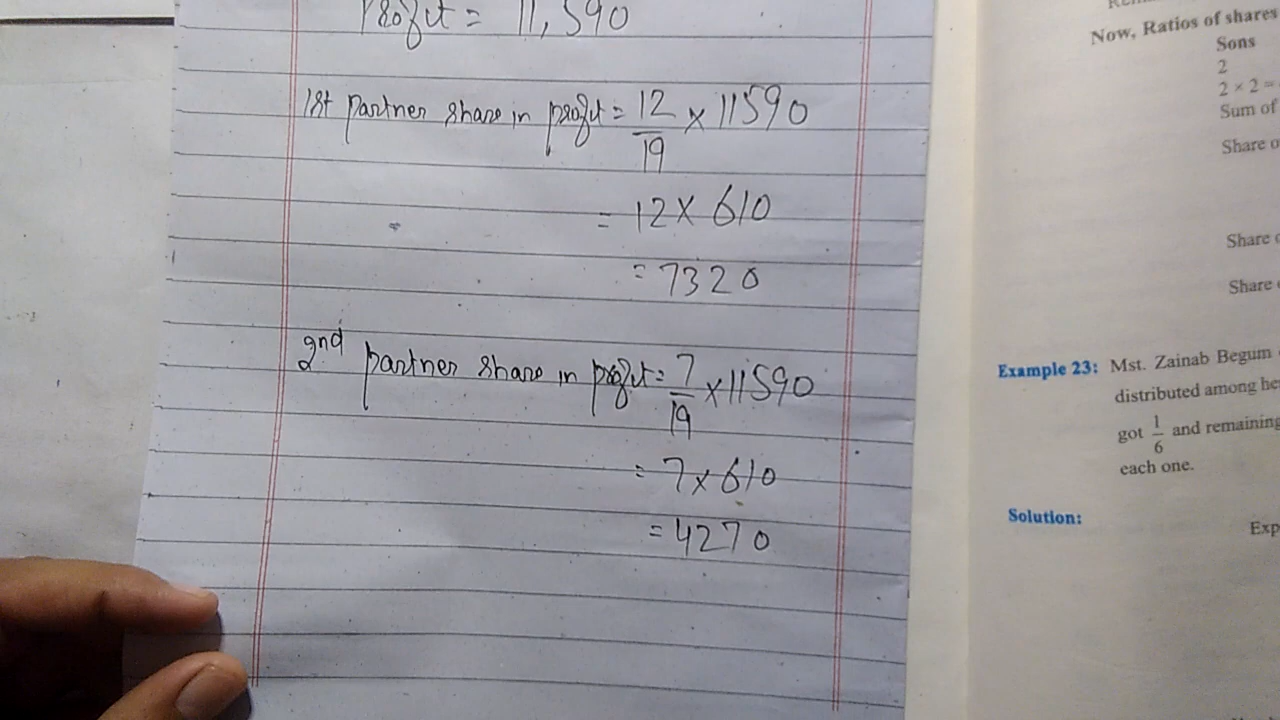 Profit = 11,590
1st partner share in profit = 12/19 × 11590
= 12 × 610
= 7320
2nd partner share in profit = 7/19 × 11590
= 7 × 610
= 4270
Now, Ratios of shares
Sons
2
2 × 2 =
Sum of
Share o
Share
Share
Example 23: Mst. Zainab Begum
distributed among he
got 1/6 and remaining
each one.
Solution:
Exp